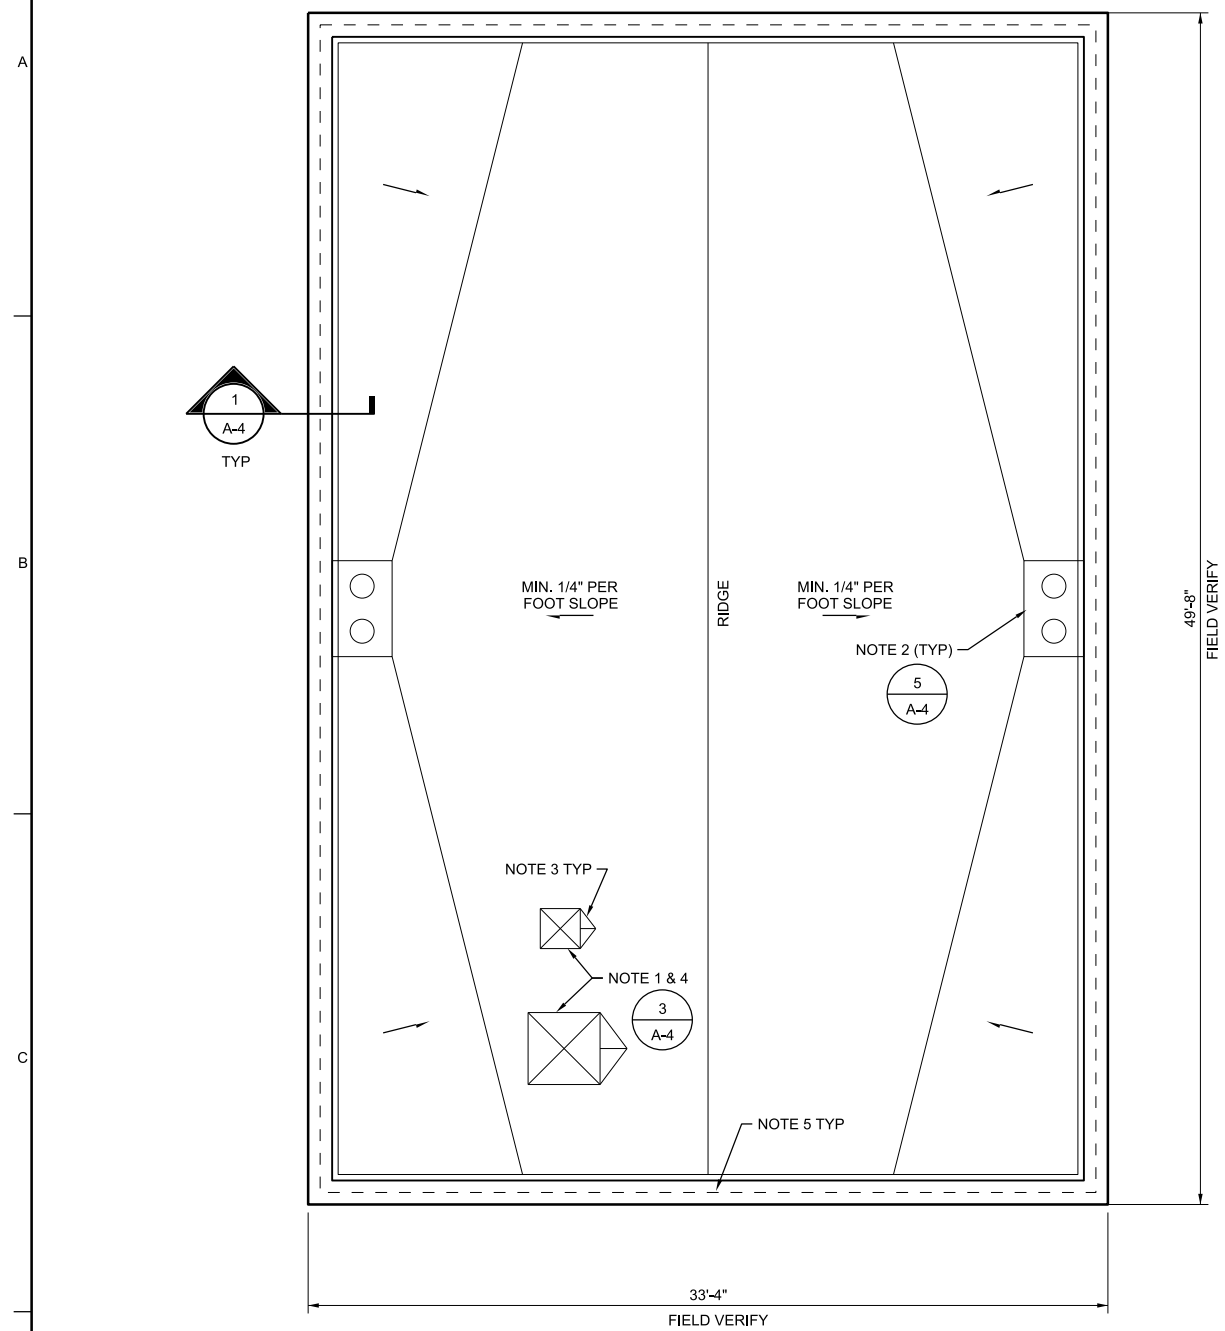 A
1
A-4
TYP
B
MIN. 1/4" PER
FOOT SLOPE
RIDGE
MIN. 1/4" PER
FOOT SLOPE
NOTE 2 (TYP)
5
A-4
49'-8"
FIELD VERIFY
NOTE 3 TYP
NOTE 1 & 4
3
A-4
C
NOTE 5 TYP
33'-4"
FIELD VERIFY